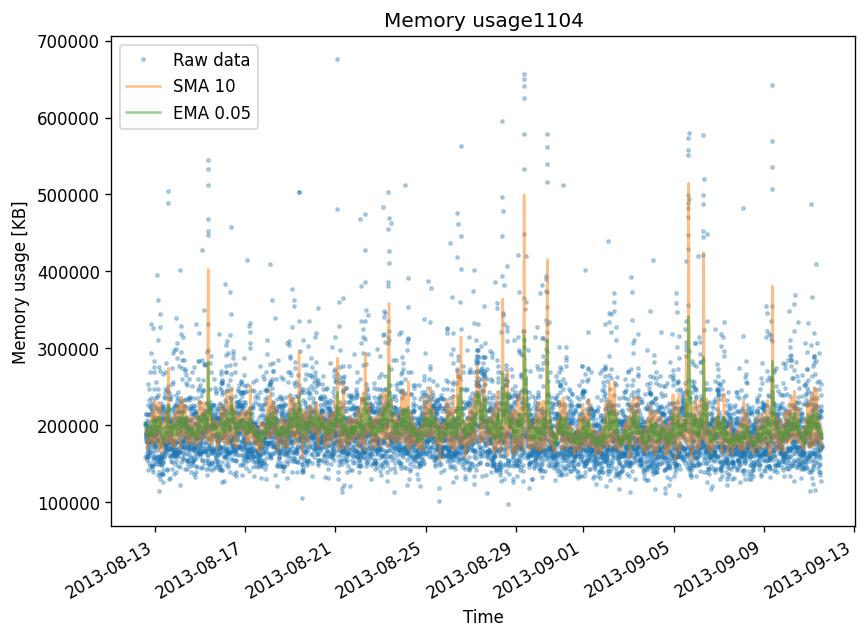 Memory usage1104
Raw data
SMA 10
EMA 0.05
700000
600000
500000
400000
300000
200000
100000
Memory usage [KB]
2013-08-13
2013-08-17
2013-08-21
2013-08-25
2013-08-29
2013-09-01
2013-09-05
2013-09-09
2013-09-13
Time